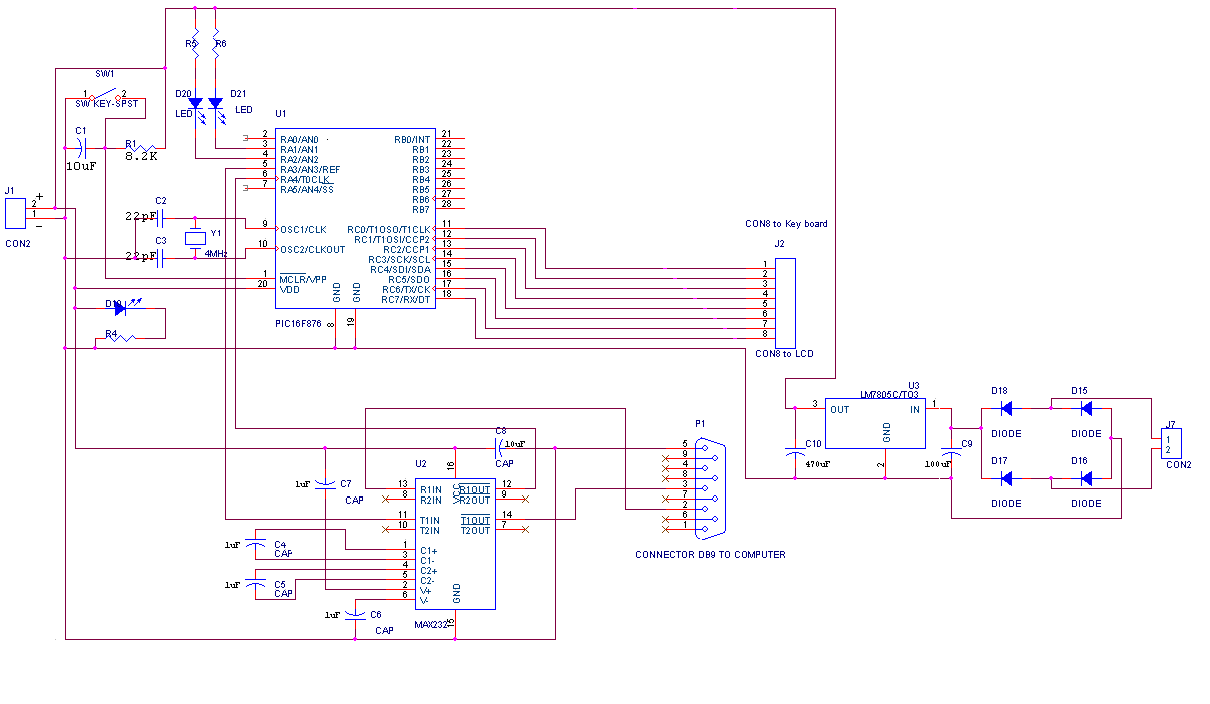 R5
R6
SW1
1
2
SW KEY-SPST
D20
LED
D21
LED
C1
10uF
R1
8.2K
U1
2
RA0/AN0
3
RA1/AN1
4
RA2/AN2
5
RA3/AN3/REF
6
RA4/T0CLK
7
RA5/AN4/SS
9
OSC1/CLK
10
OSC2/CLKOUT
1
MCLR/VPP
20
VDD
RB0/INT
21
RB1
22
RB2
23
RB3
24
RB4
25
RB5
26
RB6
27
RB7
28
RC0/T1OSO/T1CLK
11
RC1/T1OSI/CCP2
12
RC2/CCP1
13
RC3/SCK/SCL
14
RC4/SDI/SDA
15
RC5/SDO
16
RC6/TX/CK
17
RC7/RX/DT
18
GND
GND
8
19
PIC16F876
J1
+
2
1
-
CON2
C2
22pF
C3
22pF
Y1
4MHz
R4
CON8 to Key board
J2
1
2
3
4
5
6
7
8
CON8 to LCD
U3
LM7805C/TO3
3
OUT
IN
1
GND
2
C10
470uF
C9
100uF
D18
DIODE
D15
DIODE
D17
DIODE
D16
DIODE
J7
1
2
CON2
C8
10uF
CAP
P1
5
9
4
8
3
7
2
6
1
CONNECTOR DB9 TO COMPUTER
U2
16
VCC
13
R1IN
8
R2IN
11
T1IN
10
T2IN
1
C1+
3
C1-
4
C2+
5
C2-
2
V+
6
V-
R1OUT
12
R2OUT
9
T1OUT
14
T2OUT
7
GND
15
MAX232
1uF
C7
CAP
1uF
C4
CAP
1uF
C5
CAP
1uF
C6
CAP